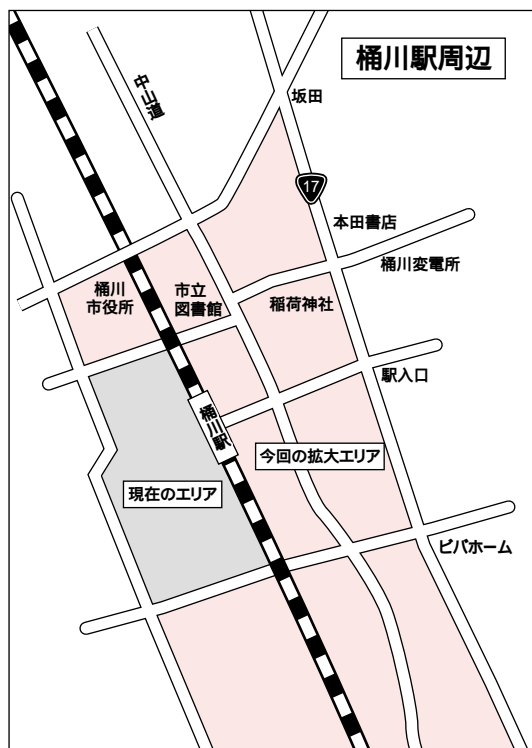 桶川駅周辺
中山道
坂田
17
本田書店
桶川変電所
桶川
市役所
市立
図書館
稲荷神社
駅入口
桶川駅
今回の拡大エリア
現在のエリア
ビバホーム